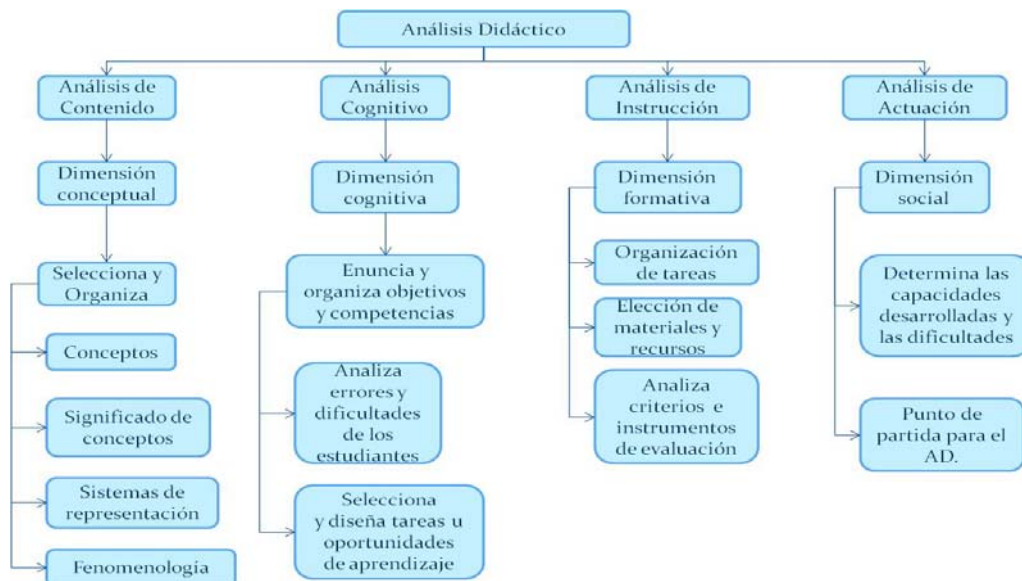 Análisis Didáctico
Análisis de
Contenido
Análisis
Cognitivo
Análisis de
Instrucción
Análisis de
Actuación
Dimensión
conceptual
Dimensión
cognitiva
Dimensión
formativa
Dimensión
social
Selecciona y
Organiza
Enuncia y
organiza objetivos
y competencias
Organización
de tareas
Determina las
capacidades
desarrolladas y
las dificultades
Conceptos
Analiza
errores y
dificultades
de los
estudiantes
Elección de
materiales y
recursos
Significado de
conceptos
Analiza
criterios e
instrumentos
de evaluación
Punto de
partida para el
AD.
Sistemas de
representación
Selecciona
y diseña tareas u
oportunidades
de aprendizaje
Fenomenología